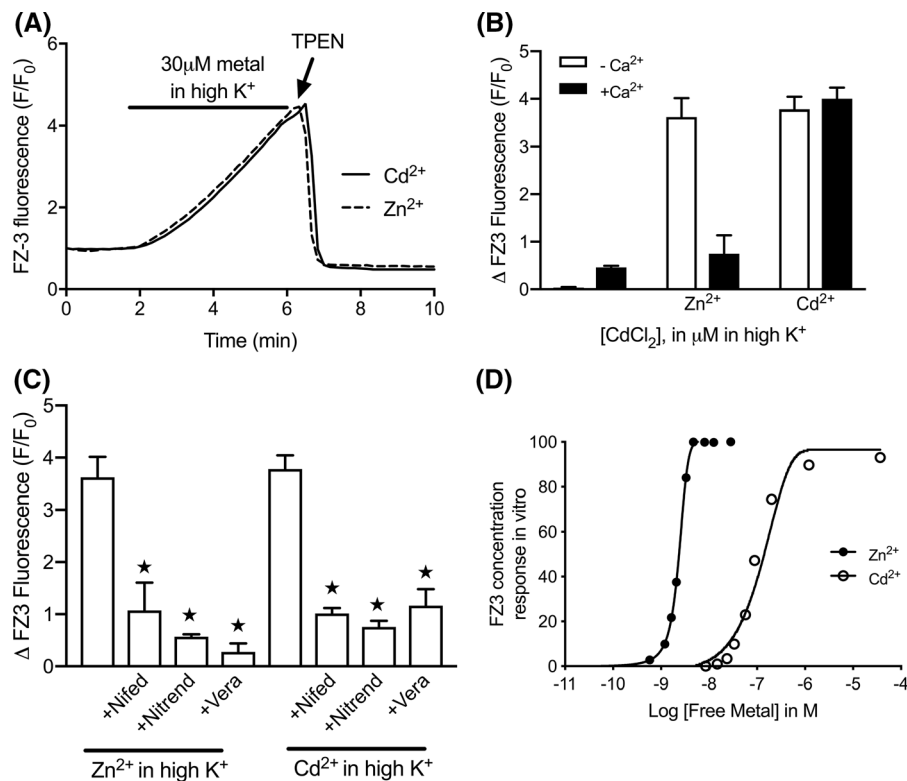 (A)
TPEN
30μM metal
in high K⁺
FZ-3 fluorescence (F/F₀)
6
4
2
0
Cd²⁺
Zn²⁺
0 2 4 6 8 10
Time (min)
(B)
- Ca²⁺
+Ca²⁺
Δ FZ3 Fluorescence (F/F₀)
5
4
3
2
1
0
Zn²⁺ Cd²⁺
[CdCl₂], in μM in high K⁺
(C)
Δ FZ3 Fluorescence (F/F₀)
5
4
3
2
1
0
★ ★ ★ ★ ★ ★
+Nifed +Nitrend +Vera +Nifed +Nitrend +Vera
Zn²⁺ in high K⁺ Cd²⁺ in high K⁺
(D)
FZ3 concentration
response in vitro
100
80
60
40
20
0
Zn²⁺
Cd²⁺
-11 -10 -9 -8 -7 -6 -5 -4
Log [Free Metal] in M